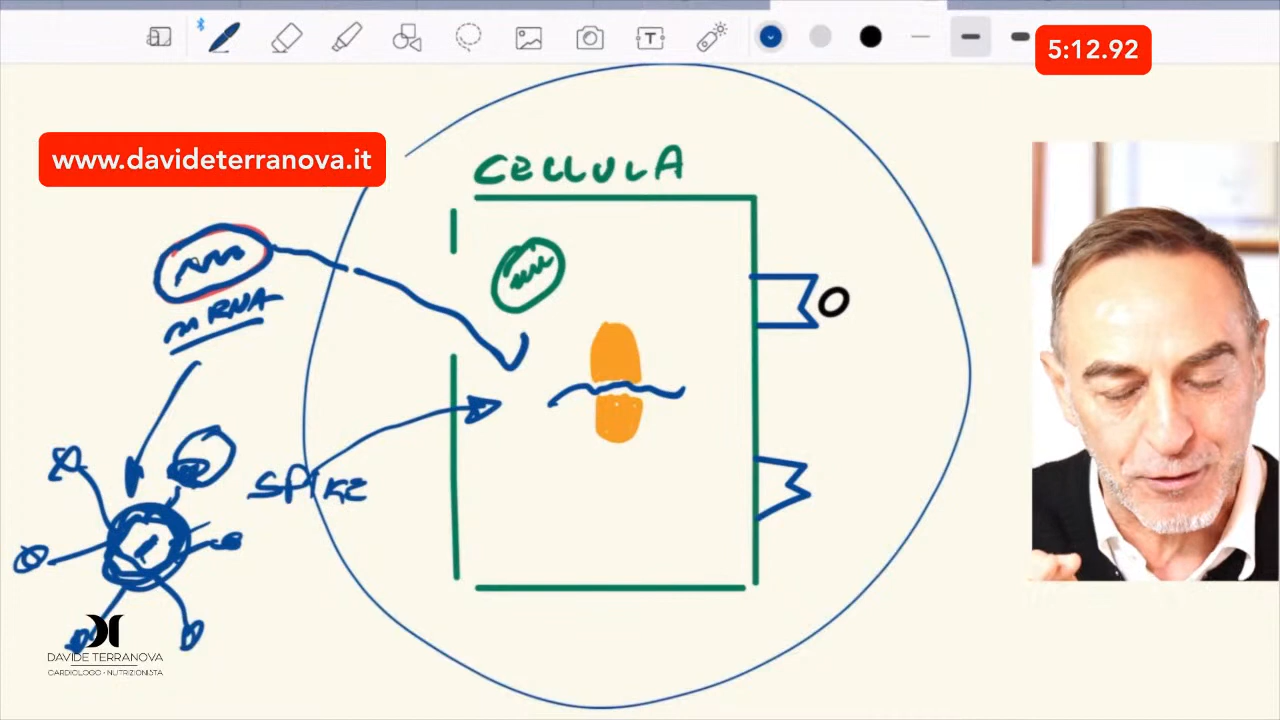 T
5:12.92
www.davideterranova.it
CELLULA
mRNA
SPIKE
O
DAVIDE TERRANOVA
CARDIOLOGO - NUTRIZIONISTA